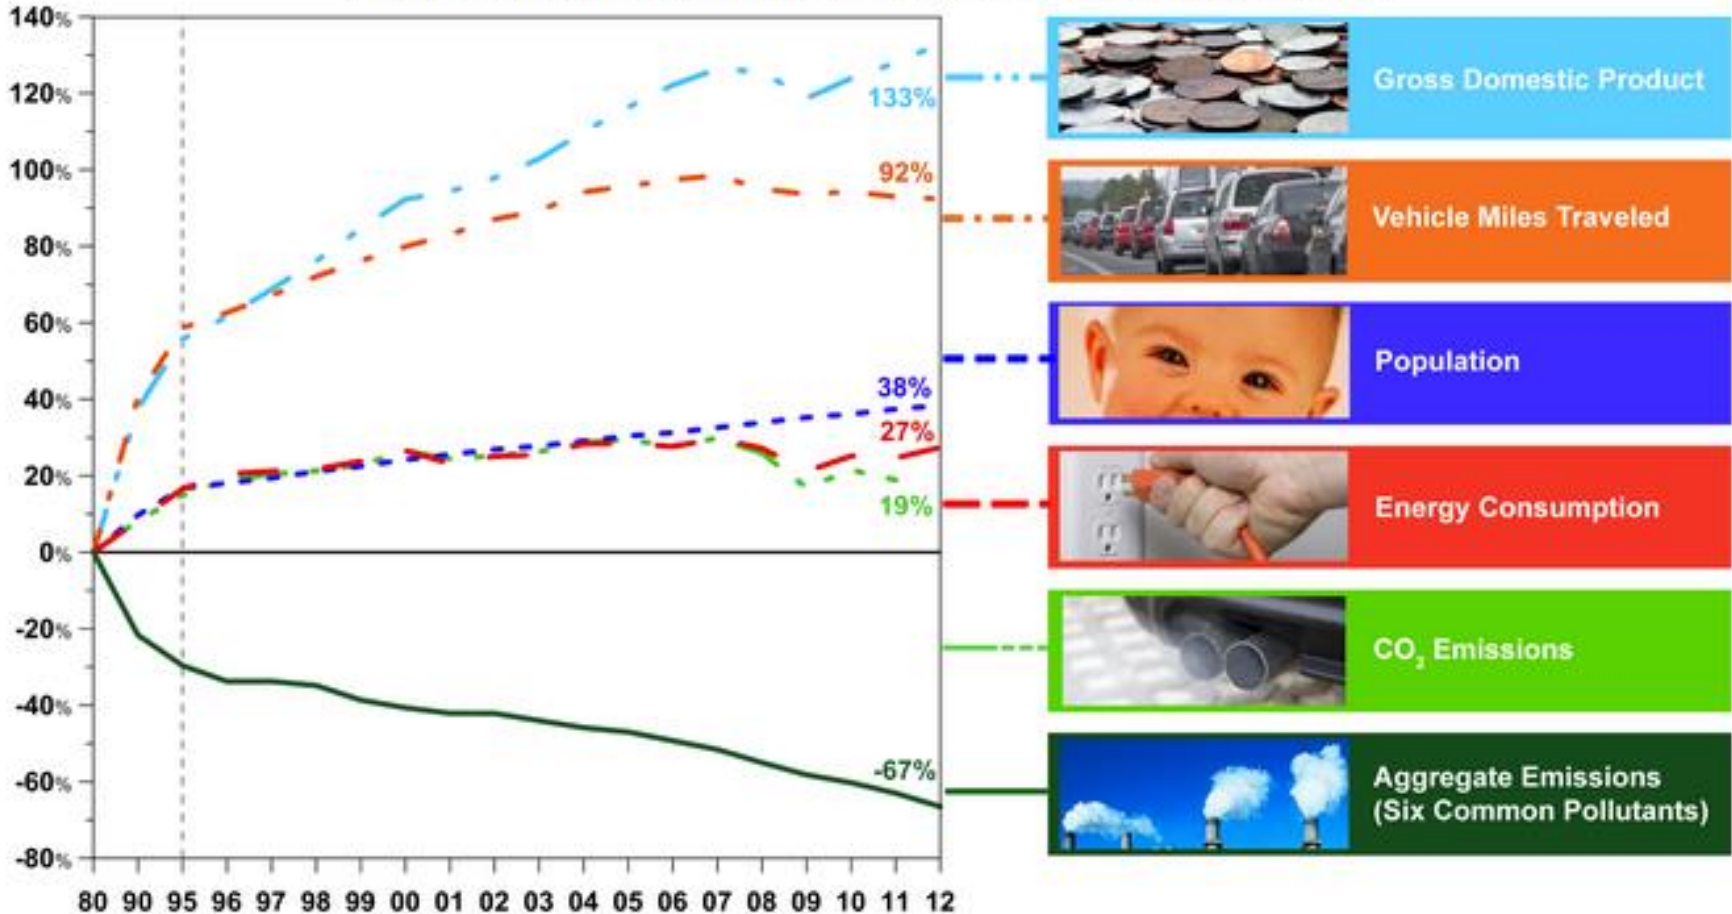 140%
120%
100%
80%
60%
40%
20%
0%
-20%
-40%
-60%
-80%
80 90 95 96 97 98 99 00 01 02 03 04 05 06 07 08 09 10 11 12
133%
92%
38%
27%
19%
-67%
Gross Domestic Product
Vehicle Miles Traveled
Population
Energy Consumption
CO₂ Emissions
Aggregate Emissions
(Six Common Pollutants)